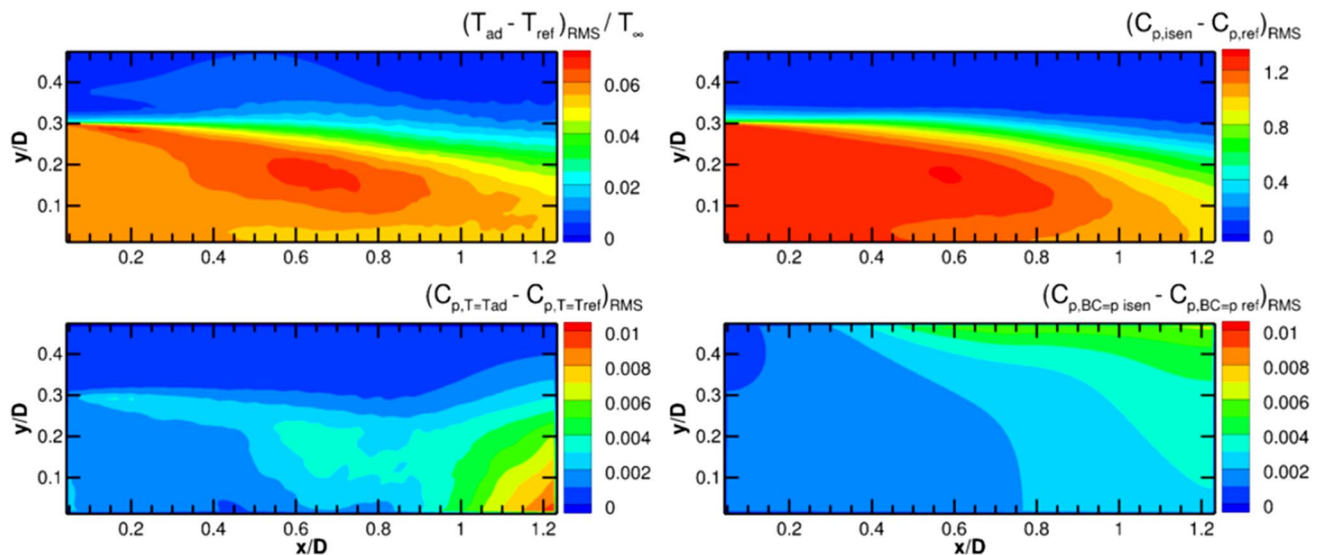 (T_ad - T_ref)_RMS / T_∞
y/D
0.4
0.3
0.2
0.1
0.2 0.4 0.6 0.8 1 1.2
0.06
0.04
0.02
0
(C_p,isen - C_p,ref)_RMS
y/D
0.4
0.3
0.2
0.1
0.2 0.4 0.6 0.8 1 1.2
1.2
0.8
0.4
0
(C_p,T=Tad - C_p,T=Tref)_RMS
y/D
0.4
0.3
0.2
0.1
0.2 0.4 0.6 0.8 1 1.2
x/D
0.01
0.008
0.006
0.004
0.002
0
(C_p,BC=p isen - C_p,BC=p ref)_RMS
y/D
0.4
0.3
0.2
0.1
0.2 0.4 0.6 0.8 1 1.2
x/D
0.01
0.008
0.006
0.004
0.002
0